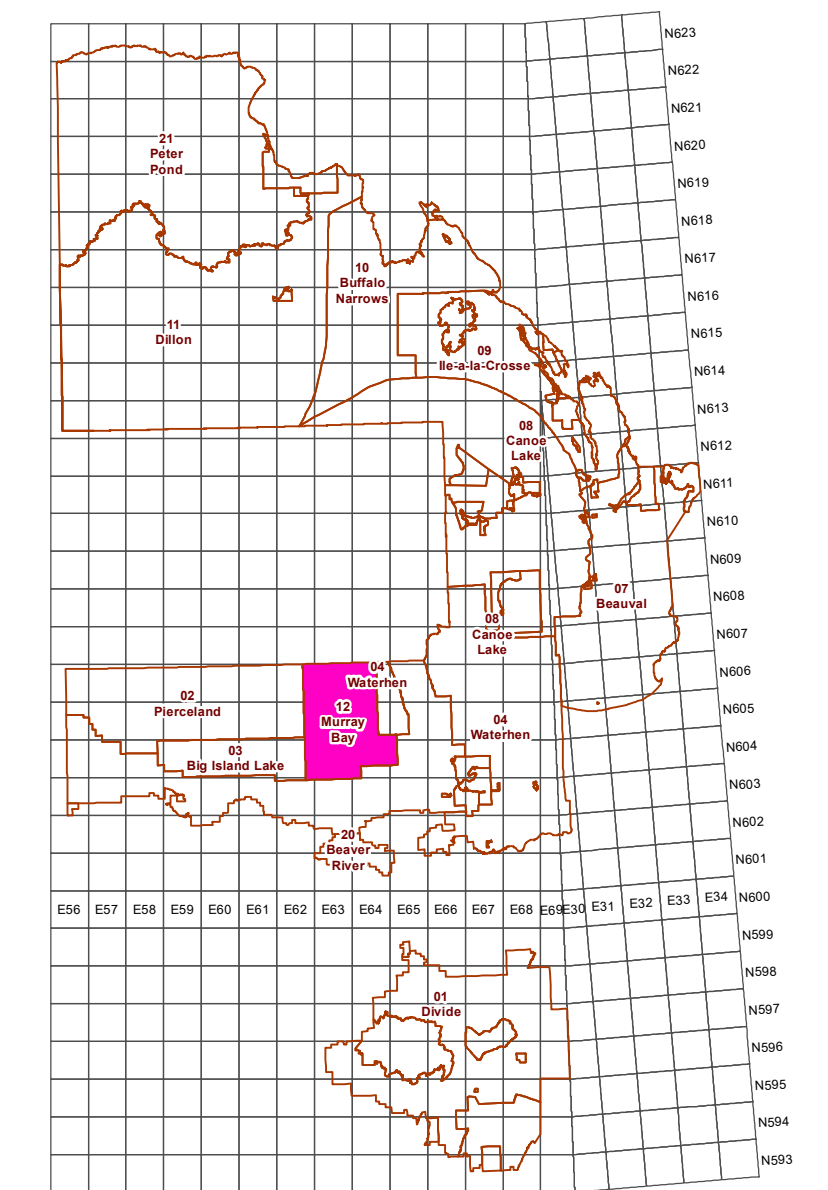 N623
N622
N621
N620
N619
N618
N617
N616
N615
N614
N613
N612
N611
N610
N609
N608
N607
N606
N605
N604
N603
N602
N601
N600
N599
N598
N597
N596
N595
N594
N593
21
Peter
Pond
10
Buffalo
Narrows
11
Dillon
09
Ile-a-la-Crosse
08
Canoe
Lake
07
Beauval
08
Canoe
Lake
04
Waterhen
02
Pierceland
12
Murray
Bay
04
Waterhen
03
Big Island Lake
20
Beaver
River
E56 E57 E58 E59 E60 E61 E62 E63 E64 E65 E66 E67 E68 E69 E30 E31 E32 E33 E34
01
Divide